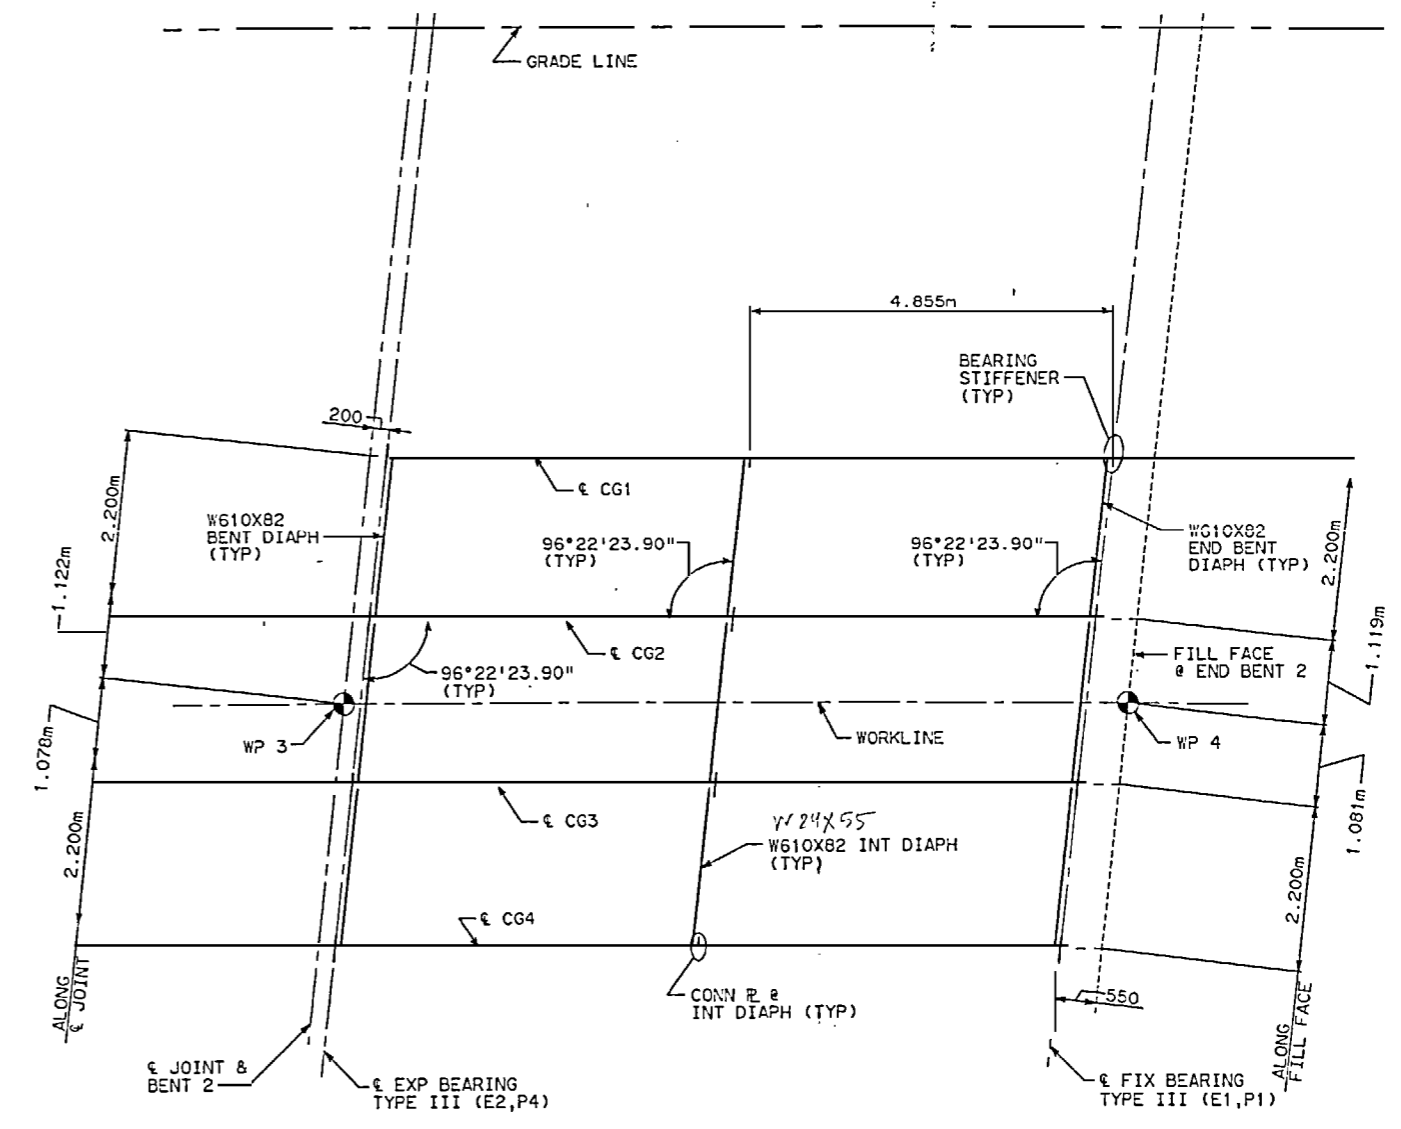 GRADE LINE
4.855m
BEARING
STIFFENER
(TYP)
200
℄ CG1
2.200m
W610X82
BENT DIAPH
(TYP)
96°22'23.90"
(TYP)
96°22'23.90"
(TYP)
W610X82
END BENT
DIAPH (TYP)
2.200m
1.122m
℄ CG2
96°22'23.90"
(TYP)
FILL FACE
@ END BENT 2
1.119m
WP 3
WORKLINE
WP 4
1.078m
℄ CG3
W24X55
W610X82 INT DIAPH
(TYP)
1.081m
2.200m
℄ CG4
2.200m
ALONG
℄ JOINT
CONN ⅊ @
INT DIAPH (TYP)
550
ALONG
FILL FACE
℄ JOINT &
BENT 2
℄ EXP BEARING
TYPE III (E2,P4)
℄ FIX BEARING
TYPE III (E1,P1)